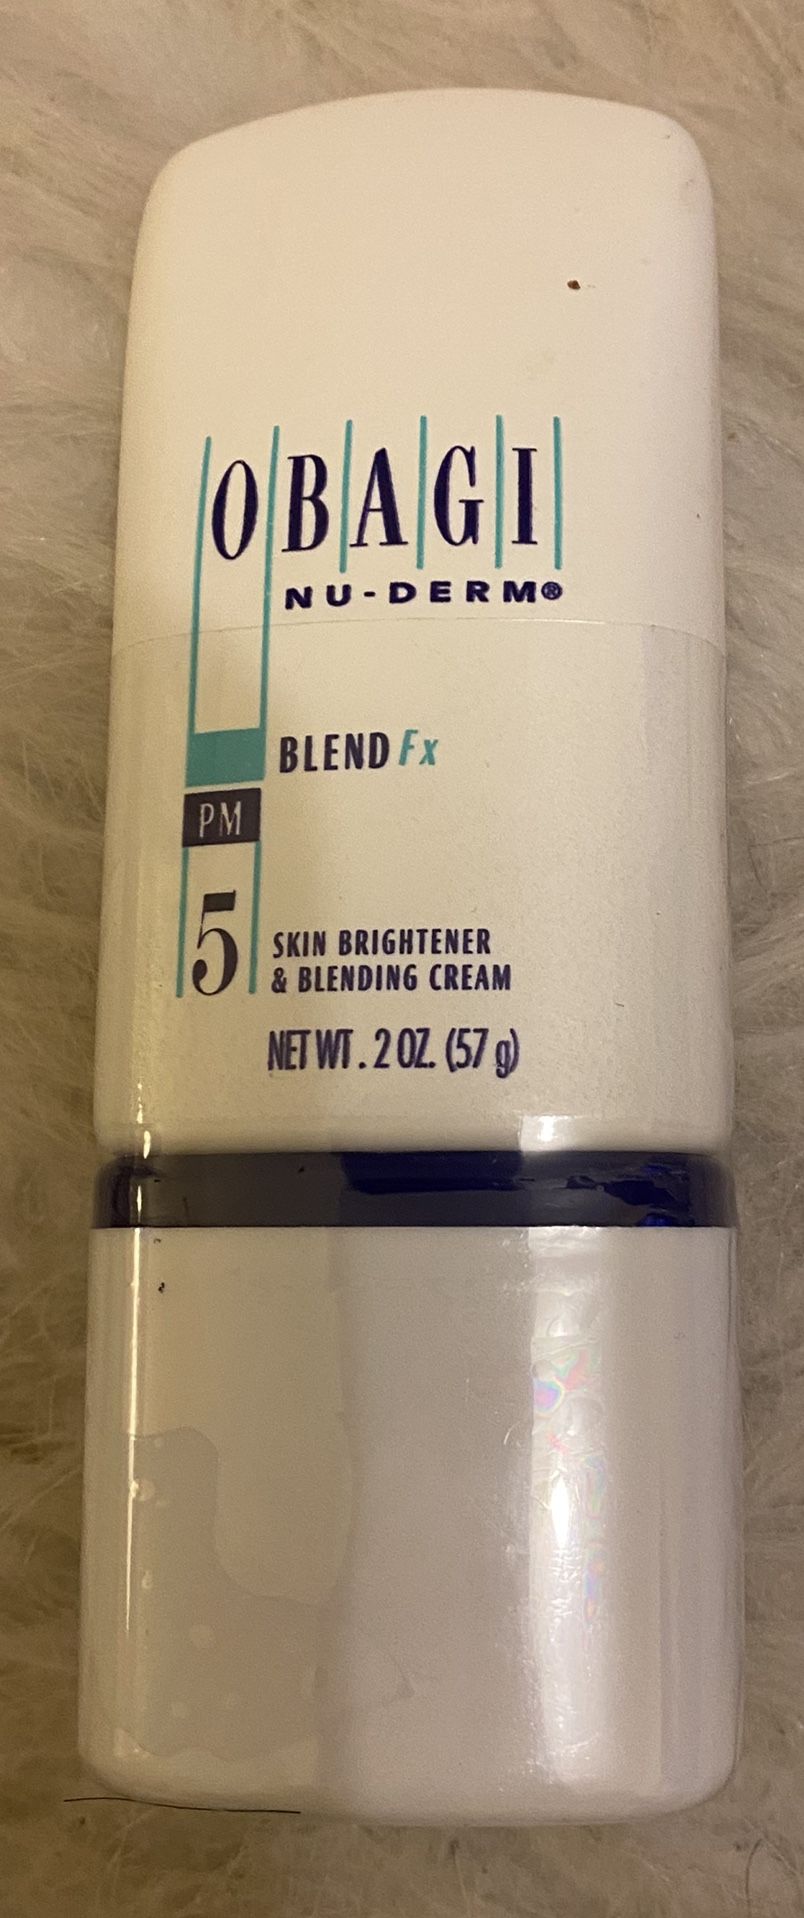 OBAGI
NU-DERM®
BLEND Fx
PM
5 SKIN BRIGHTENER
& BLENDING CREAM
NET WT. 2 OZ. (57 g)